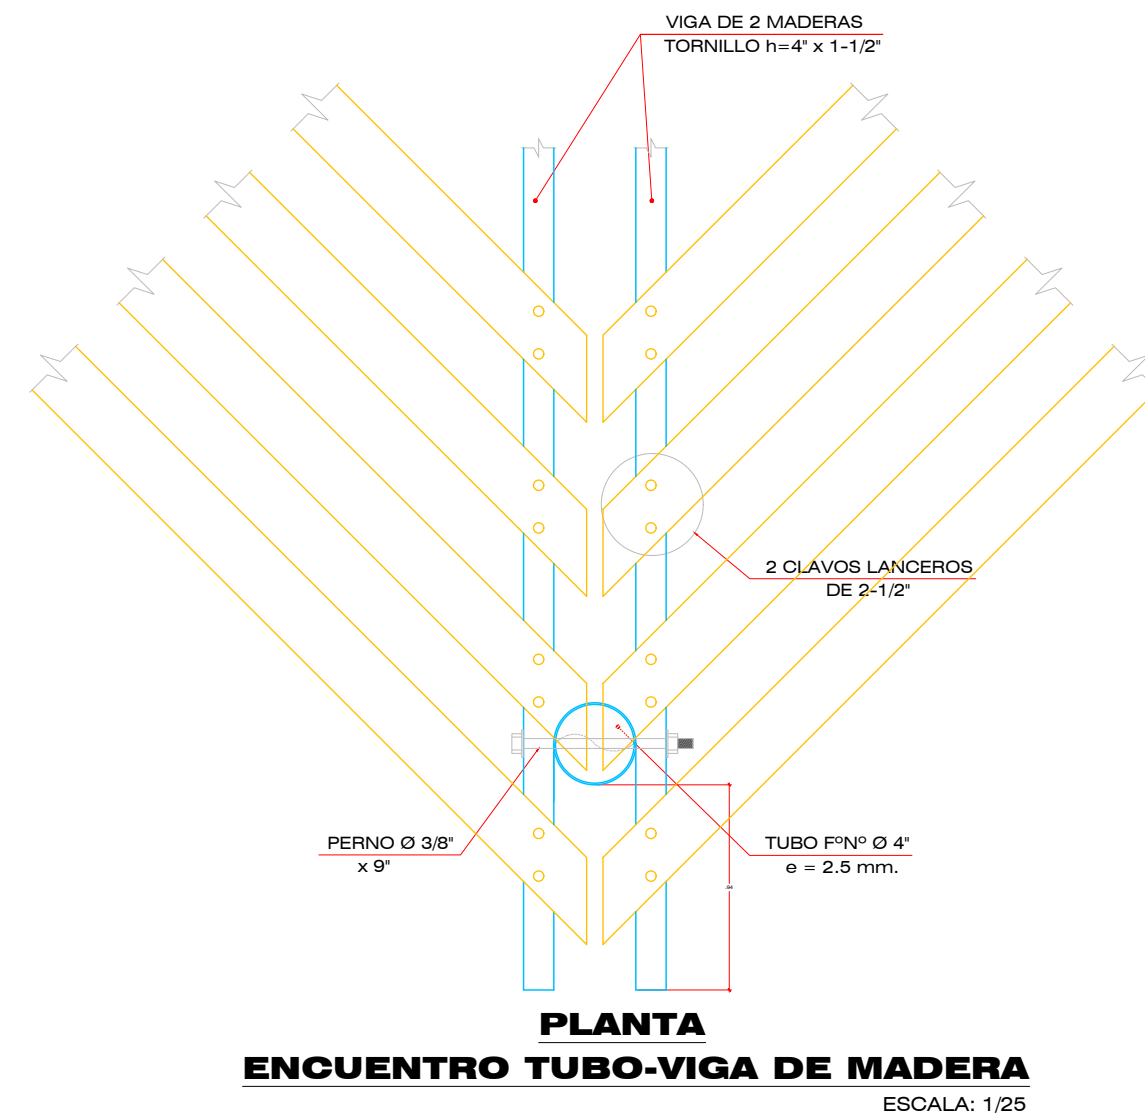 VIGA DE 2 MADERAS
TORNILLO h=4" x 1-1/2"
2 CLAVOS LANCEROS
DE 2-1/2"
PERNO Ø 3/8"
x 9"
TUBO FºNº Ø 4"
e = 2.5 mm.
PLANTA
ENCUENTRO TUBO-VIGA DE MADERA
ESCALA: 1/25